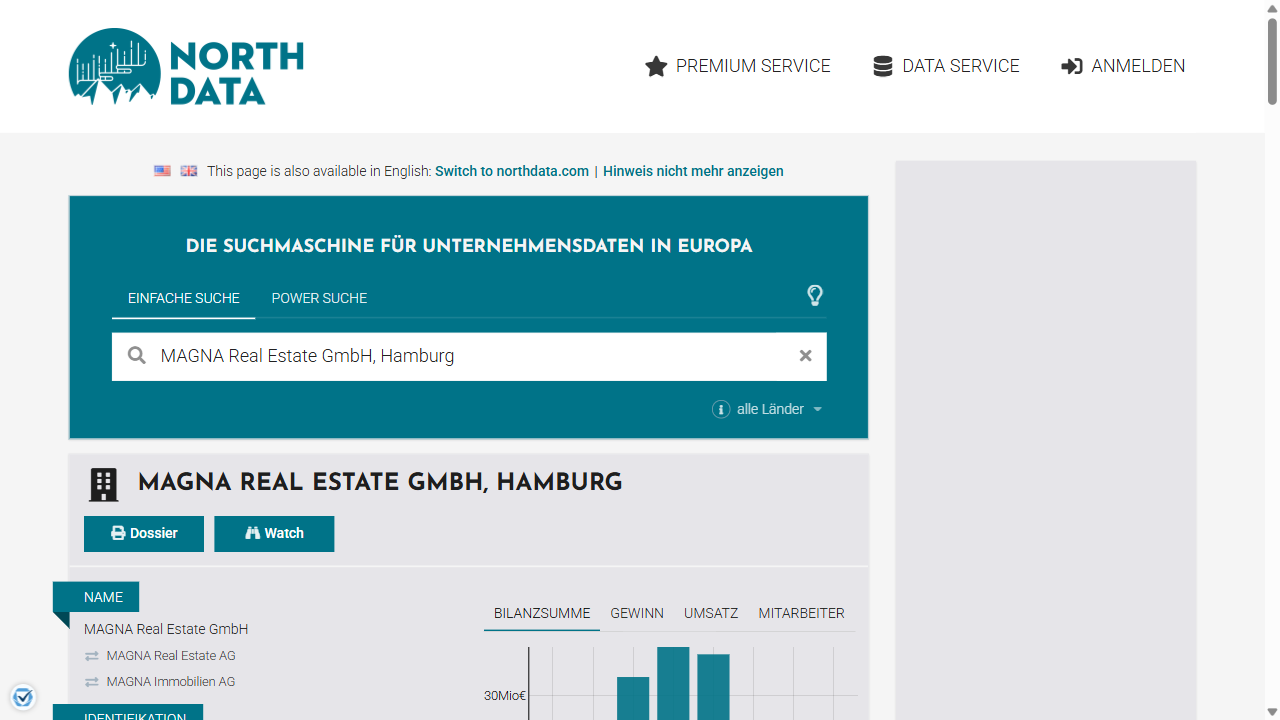 NORTH
DATA
PREMIUM SERVICE
DATA SERVICE
ANMELDEN
This page is also available in English: Switch to northdata.com | Hinweis nicht mehr anzeigen
DIE SUCHMASCHINE FÜR UNTERNEHMENSDATEN IN EUROPA
EINFACHE SUCHE
POWER SUCHE
MAGNA Real Estate GmbH, Hamburg
alle Länder
MAGNA REAL ESTATE GMBH, HAMBURG
Dossier
Watch
NAME
MAGNA Real Estate GmbH
MAGNA Real Estate AG
MAGNA Immobilien AG
IDENTIFIKATION
BILANZSUMME
GEWINN
UMSATZ
MITARBEITER
30Mio€